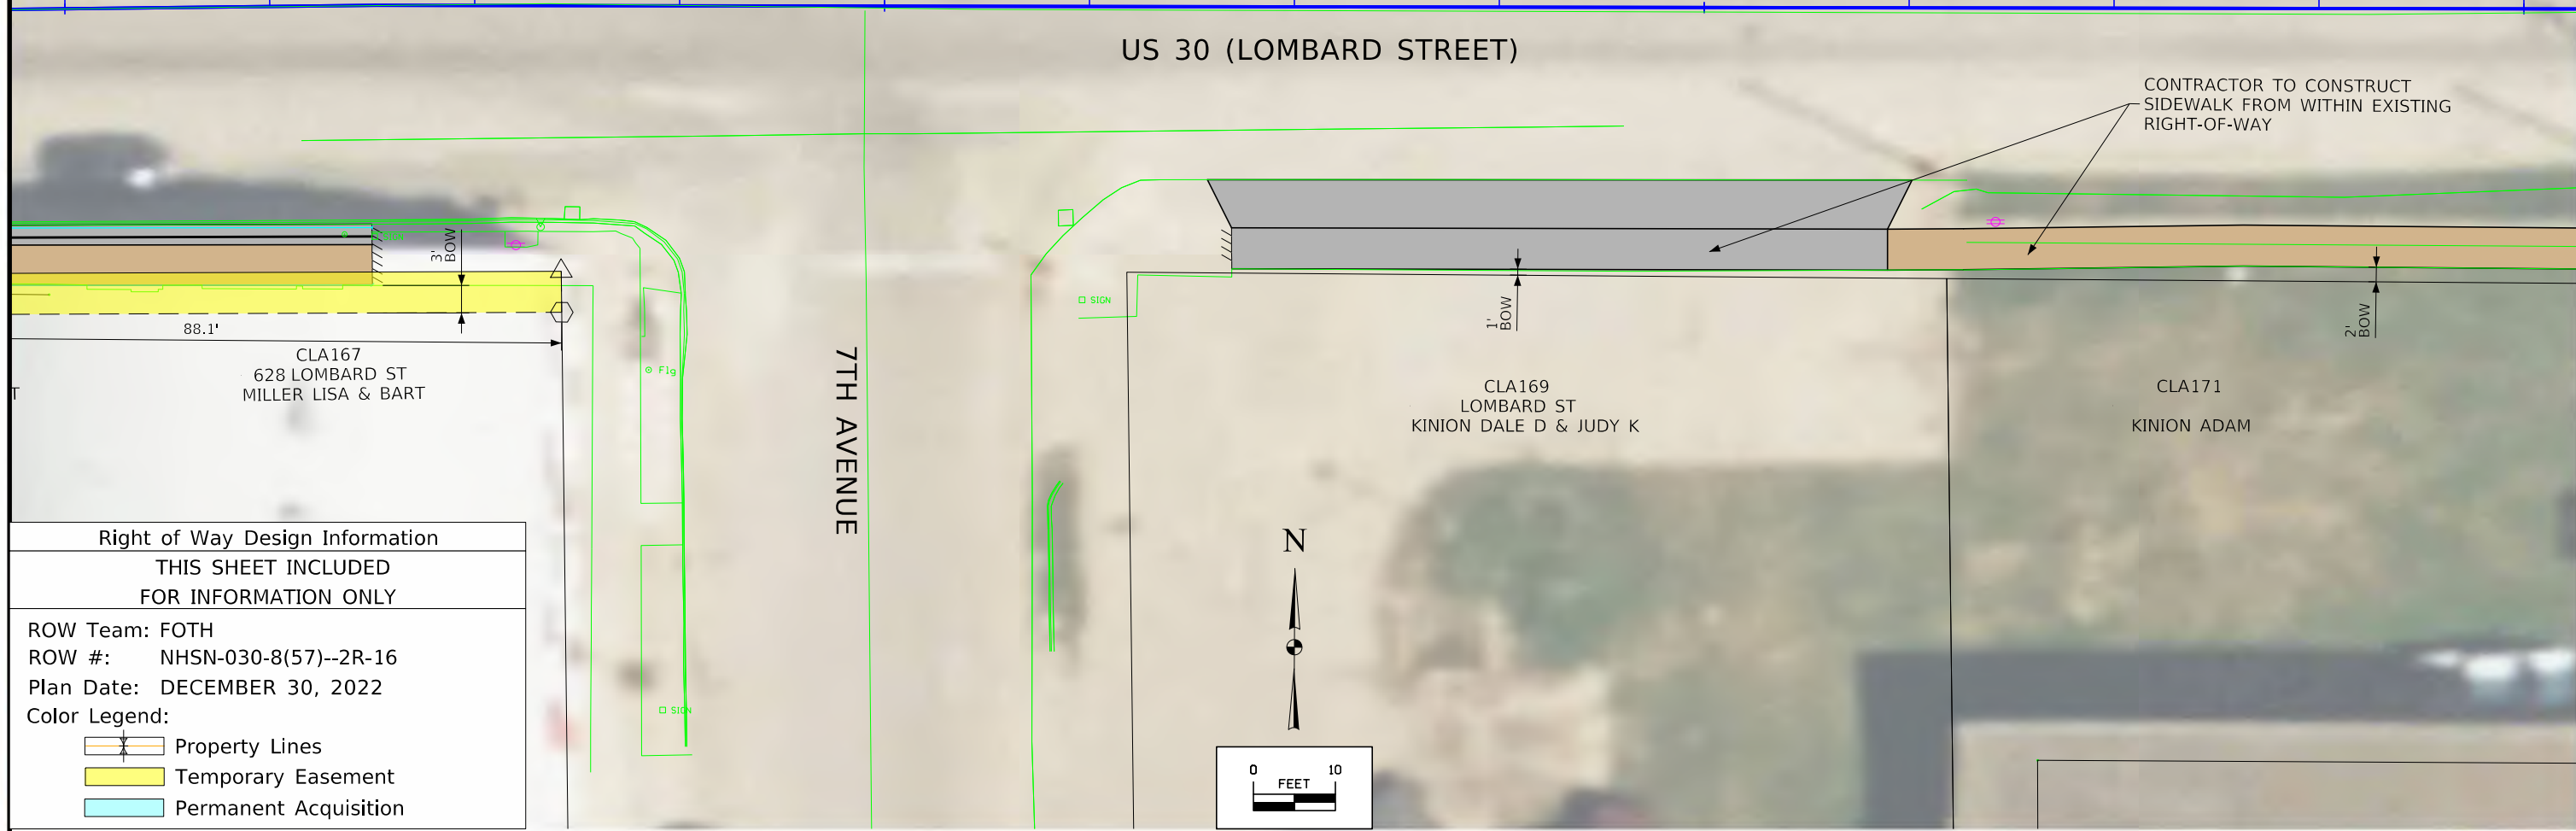 US 30 (LOMBARD STREET)
CONTRACTOR TO CONSTRUCT
SIDEWALK FROM WITHIN EXISTING
RIGHT-OF-WAY
3'
BOW
88.1'
CLA167
628 LOMBARD ST
MILLER LISA & BART
T
Flg
SIGN
7TH AVENUE
SIGN
1'
BOW
2'
BOW
CLA169
LOMBARD ST
KINION DALE D & JUDY K
CLA171
KINION ADAM
N
0 10
FEET
Right of Way Design Information
THIS SHEET INCLUDED
FOR INFORMATION ONLY
ROW Team: FOTH
ROW #: NHSN-030-8(57)--2R-16
Plan Date: DECEMBER 30, 2022
Color Legend:
Property Lines
Temporary Easement
Permanent Acquisition